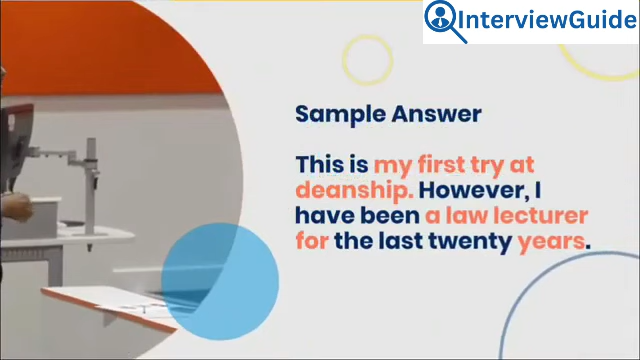 InterviewGuide
Sample Answer
This is my first try at
deanship. However, I
have been a law lecturer
for the last twenty years.